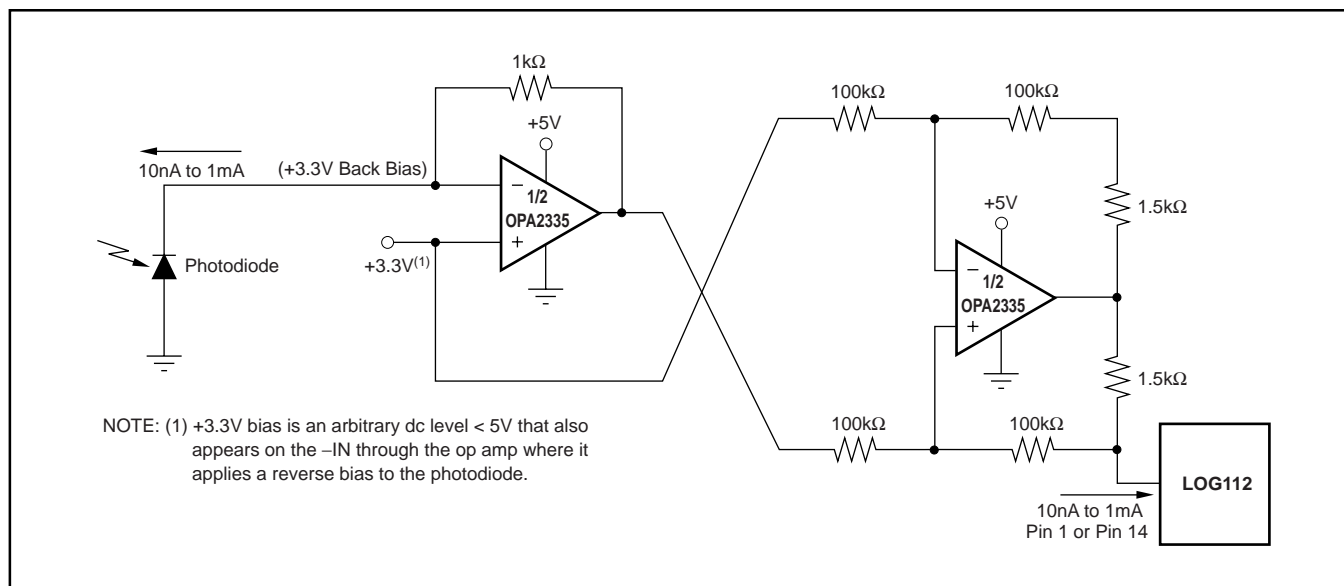 1kΩ
+5V
10nA to 1mA
(+3.3V Back Bias)
–
1/2
OPA2335
+
Photodiode
+3.3V(1)
100kΩ
100kΩ
1.5kΩ
+5V
–
1/2
OPA2335
+
1.5kΩ
100kΩ
100kΩ
LOG112
10nA to 1mA
Pin 1 or Pin 14
NOTE: (1) +3.3V bias is an arbitrary dc level < 5V that also
appears on the –IN through the op amp where it
applies a reverse bias to the photodiode.